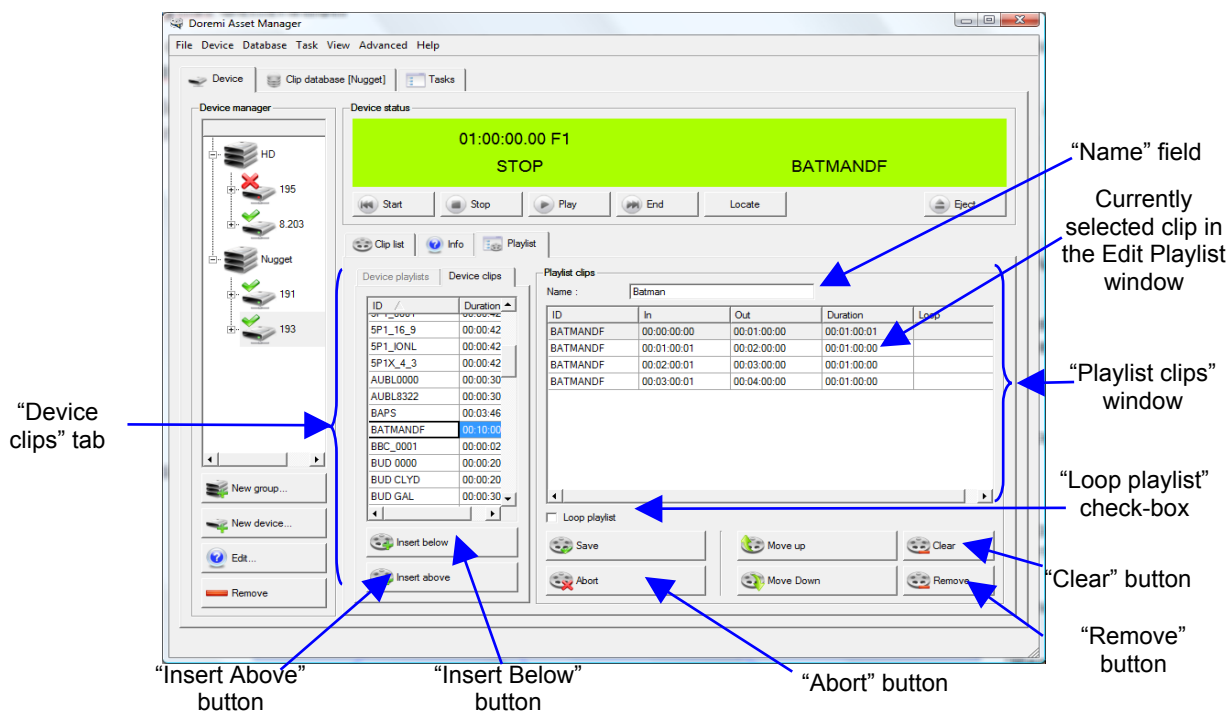 Doremi Asset Manager
File Device Database Task View Advanced Help
Device Clip database [Nugget] Tasks
Device manager
HD
195
8.203
Nugget
191
193
New group...
New device...
Edit...
Remove
Device status
01:00:00.00 F1
STOP BATMANDF
Start Stop Play End Locate Eject
Clip list Info Playlist
Device playlists Device clips
ID Duration
5P1_0001 00:00:42
5P1_16_9 00:00:42
5P1_IONL 00:00:42
5P1X_4_3 00:00:42
AUBL0000 00:00:30
AUBL8322 00:00:30
BAPS 00:03:46
BATMANDF 00:10:00
BBC_0001 00:00:02
BUD 0000 00:00:20
BUD CLYD 00:00:20
BUD GAL 00:00:30
Insert below
Insert above
Playlist clips
Name : Batman
ID In Out Duration Loop
BATMANDF 00:00:00:00 00:01:00:00 00:01:00:01
BATMANDF 00:01:00:01 00:02:00:00 00:01:00:00
BATMANDF 00:02:00:01 00:03:00:00 00:01:00:00
BATMANDF 00:03:00:01 00:04:00:00 00:01:00:00
Loop playlist
Save Move up Clear
Abort Move Down Remove
“Name” field
Currently
selected clip in
the Edit Playlist
window
“Playlist clips”
window
“Loop playlist”
check-box
“Clear” button
“Remove”
button
“Device
clips” tab
“Insert Above”
button
“Insert Below”
button
“Abort” button